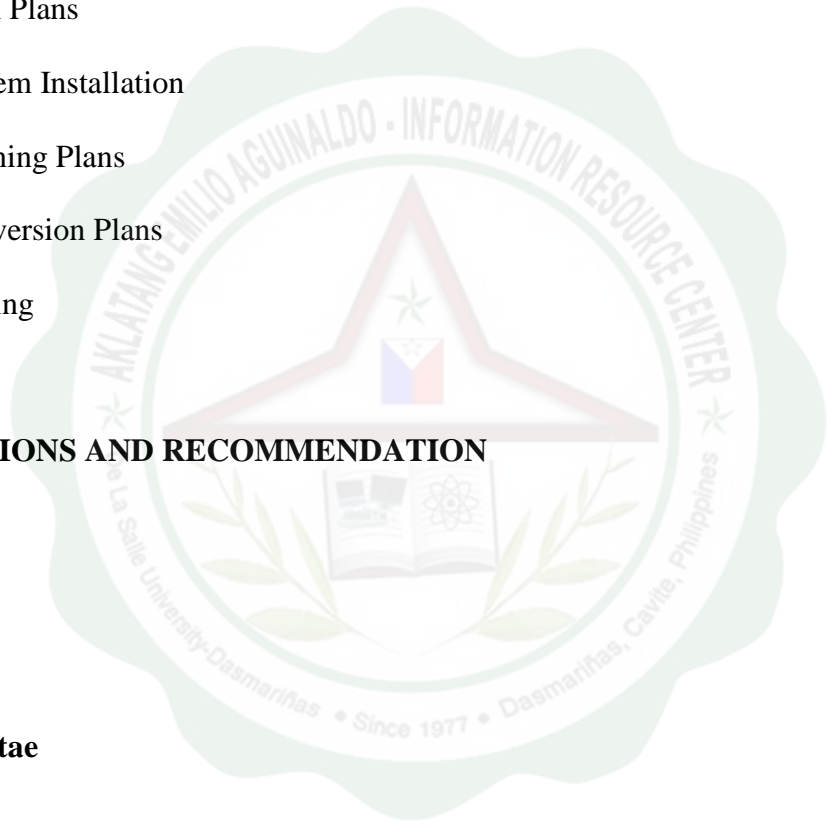 Plans
em Installation
ning Plans
version Plans
ing
IONS AND RECOMMENDATION
tae
AKLATANG EMILIO AGUINALDO - INFORMATION RESOURCE CENTER
De La Salle University-Dasmariñas • Since 1977 • Dasmariñas, Cavite, Philippines